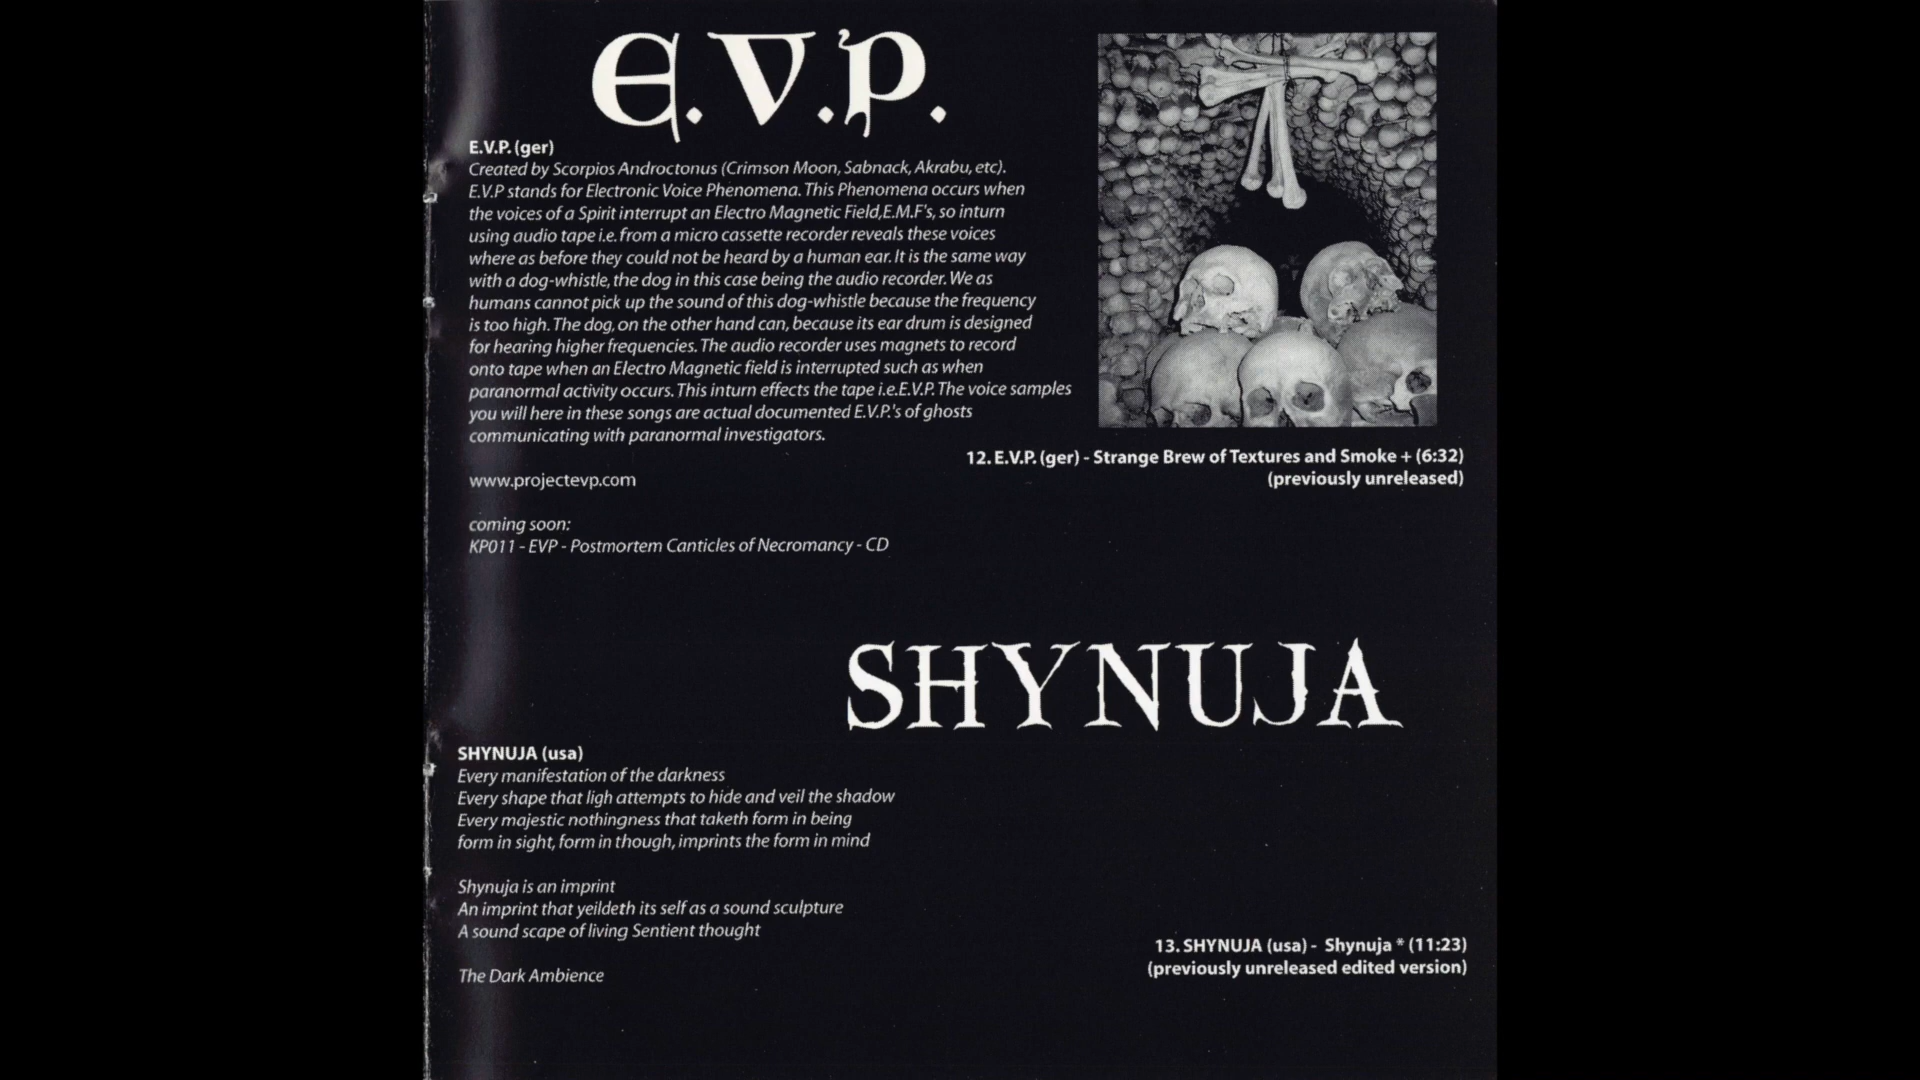 E.V.P.
E.V.P. (ger)
Created by Scorpios Androctonus (Crimson Moon, Sabnack, Akrabu, etc).
E.V.P stands for Electronic Voice Phenomena. This Phenomena occurs when
the voices of a Spirit interrupt an Electro Magnetic Field,E.M.F's, so inturn
using audio tape i.e. from a micro cassette recorder reveals these voices
where as before they could not be heard by a human ear. It is the same way
with a dog-whistle, the dog in this case being the audio recorder. We as
humans cannot pick up the sound of this dog-whistle because the frequency
is too high. The dog, on the other hand can, because its ear drum is designed
for hearing higher frequencies. The audio recorder uses magnets to record
onto tape when an Electro Magnetic field is interrupted such as when
paranormal activity occurs. This inturn effects the tape i.e.E.V.P. The voice samples
you will here in these songs are actual documented E.V.P.'s of ghosts
communicating with paranormal investigators.
12. E.V.P. (ger) - Strange Brew of Textures and Smoke + (6:32)
(previously unreleased)
www.projectevp.com
coming soon:
KP011 - EVP - Postmortem Canticles of Necromancy - CD
SHYNUJA
SHYNUJA (usa)
Every manifestation of the darkness
Every shape that ligh attempts to hide and veil the shadow
Every majestic nothingness that taketh form in being
form in sight, form in though, imprints the form in mind
Shynuja is an imprint
An imprint that yeildeth its self as a sound sculpture
A sound scape of living Sentient thought
The Dark Ambience
13. SHYNUJA (usa) - Shynuja * (11:23)
(previously unreleased edited version)